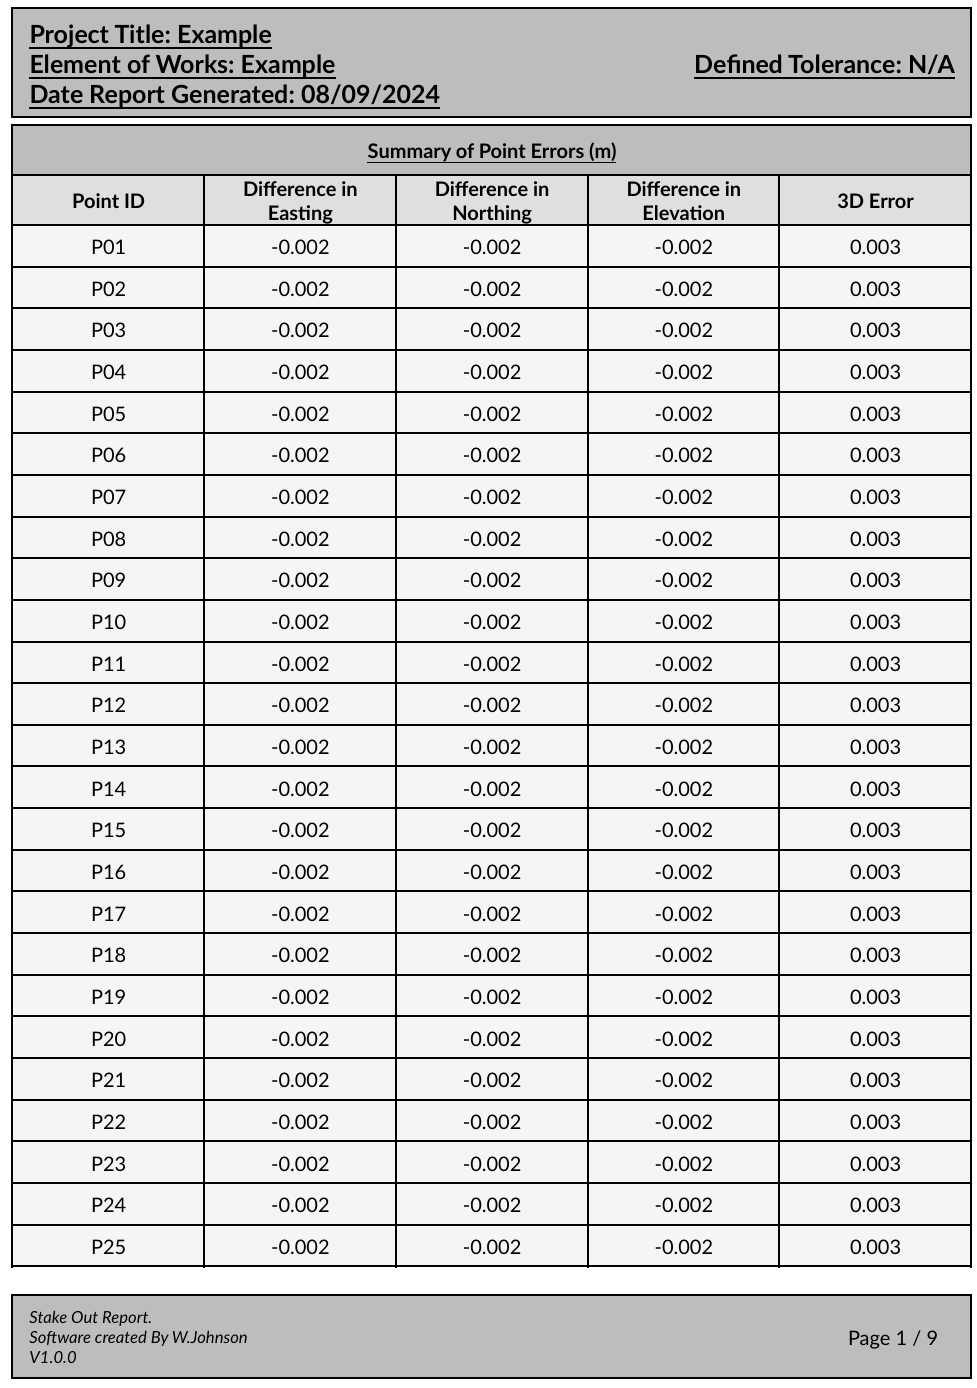 Project Title: Example
Element of Works: Example
Defined Tolerance: N/A
Date Report Generated: 08/09/2024
Summary of Point Errors (m)
Point ID Difference in Easting Difference in Northing Difference in Elevation 3D Error
P01 -0.002 -0.002 -0.002 0.003
P02 -0.002 -0.002 -0.002 0.003
P03 -0.002 -0.002 -0.002 0.003
P04 -0.002 -0.002 -0.002 0.003
P05 -0.002 -0.002 -0.002 0.003
P06 -0.002 -0.002 -0.002 0.003
P07 -0.002 -0.002 -0.002 0.003
P08 -0.002 -0.002 -0.002 0.003
P09 -0.002 -0.002 -0.002 0.003
P10 -0.002 -0.002 -0.002 0.003
P11 -0.002 -0.002 -0.002 0.003
P12 -0.002 -0.002 -0.002 0.003
P13 -0.002 -0.002 -0.002 0.003
P14 -0.002 -0.002 -0.002 0.003
P15 -0.002 -0.002 -0.002 0.003
P16 -0.002 -0.002 -0.002 0.003
P17 -0.002 -0.002 -0.002 0.003
P18 -0.002 -0.002 -0.002 0.003
P19 -0.002 -0.002 -0.002 0.003
P20 -0.002 -0.002 -0.002 0.003
P21 -0.002 -0.002 -0.002 0.003
P22 -0.002 -0.002 -0.002 0.003
P23 -0.002 -0.002 -0.002 0.003
P24 -0.002 -0.002 -0.002 0.003
P25 -0.002 -0.002 -0.002 0.003
Stake Out Report.
Software created By W.Johnson
V1.0.0
Page 1 / 9